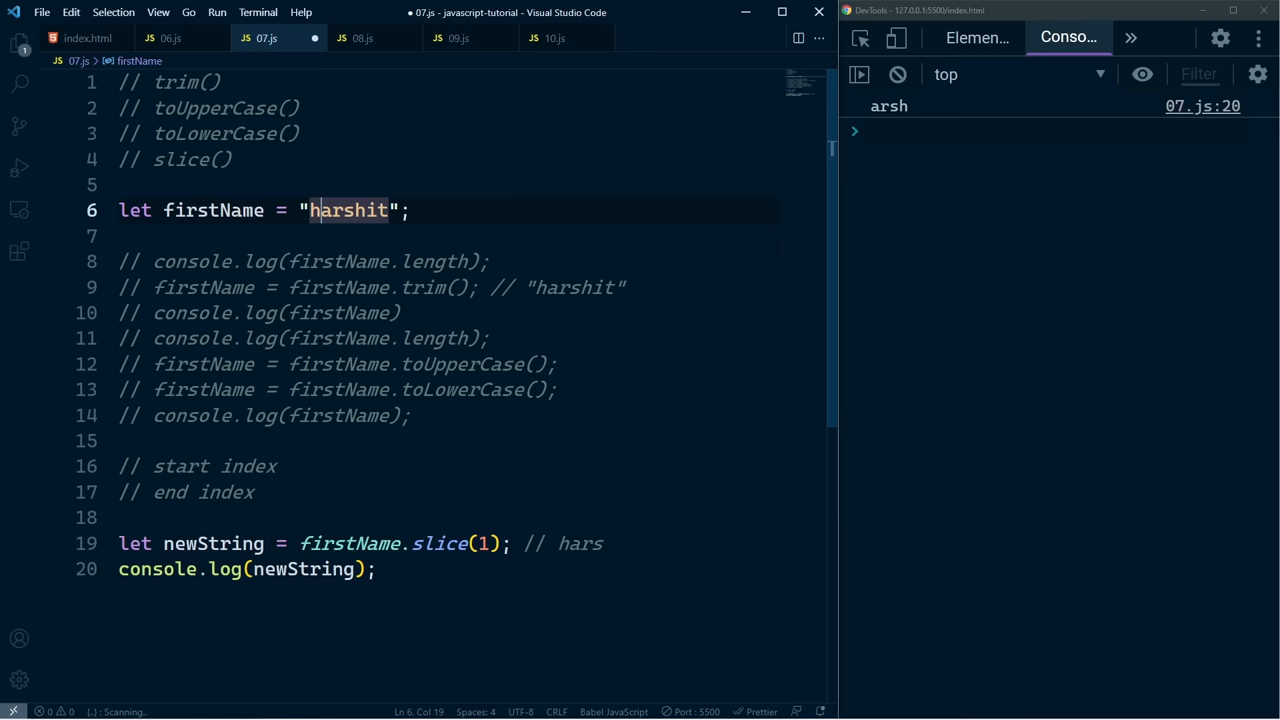 File Edit Selection View Go Run Terminal Help ● 07.js - javascript-tutorial - Visual Studio Code
index.html JS 06.js JS 07.js ● JS 08.js JS 09.js JS 10.js
JS 07.js > firstName
1 // trim()
2 // toUpperCase()
3 // toLowerCase()
4 // slice()
5
6 let firstName = "harshit";
7
8 // console.log(firstName.length);
9 // firstName = firstName.trim(); // "harshit"
10 // console.log(firstName)
11 // console.log(firstName.length);
12 // firstName = firstName.toUpperCase();
13 // firstName = firstName.toLowerCase();
14 // console.log(firstName);
15
16 // start index
17 // end index
18
19 let newString = firstName.slice(1); // hars
20 console.log(newString);
1
0 0 {..} : Scanning.. Ln 6, Col 19 Spaces: 4 UTF-8 CRLF Babel JavaScript Port : 5500 Prettier
DevTools - 127.0.0.1:5500/index.html
Elemen... Conso... »
top ▼ Filter
arsh 07.js:20
>